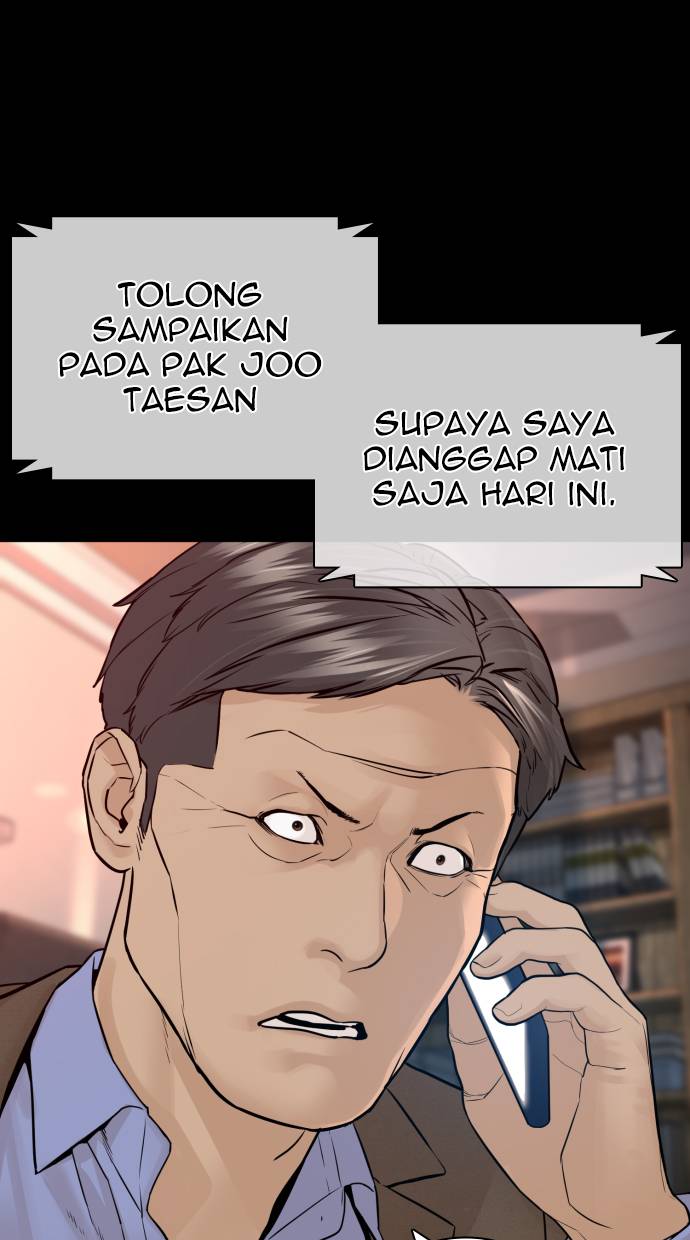 TOLONG
SAMPAIKAN
PADA PAK JOO
TAESAN
SUPAYA SAYA
DIANGGAP MATI
SAJA HARI INI.